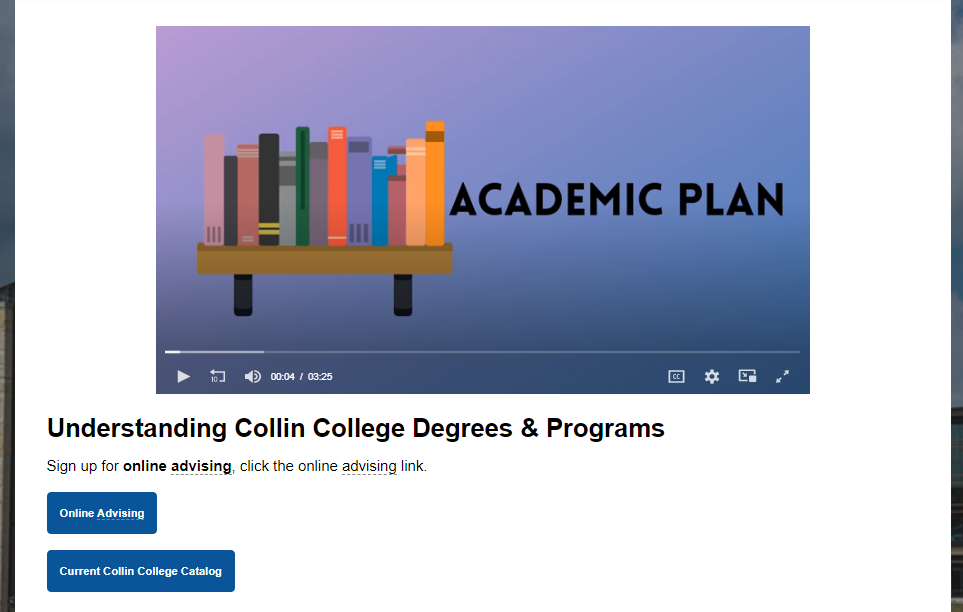 ACADEMIC PLAN
10
00:04 / 03:25
CC
Understanding Collin College Degrees & Programs
Sign up for online advising, click the online advising link.
Online Advising
Current Collin College Catalog